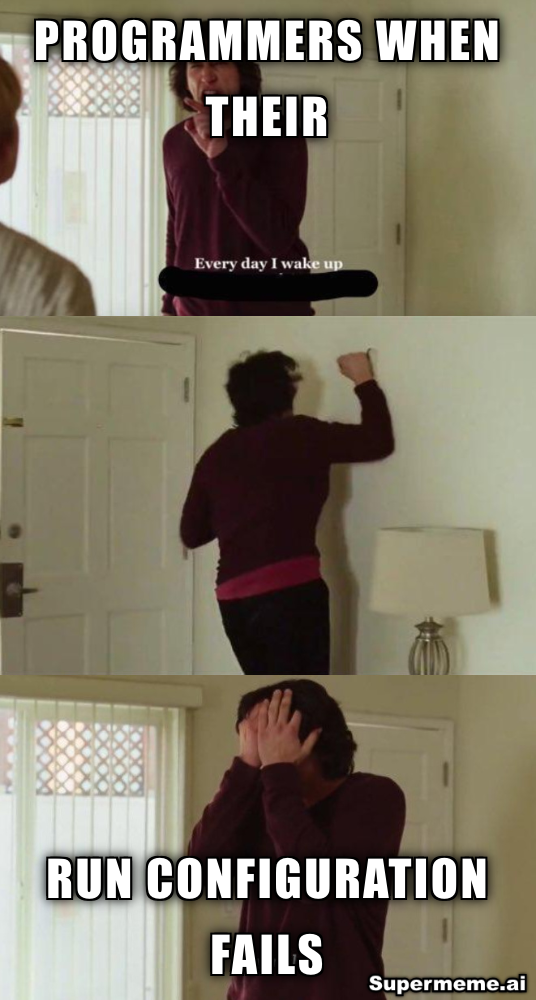 PROGRAMMERS WHEN
THEIR
Every day I wake up
RUN CONFIGURATION
FAILS
Supermeme.ai